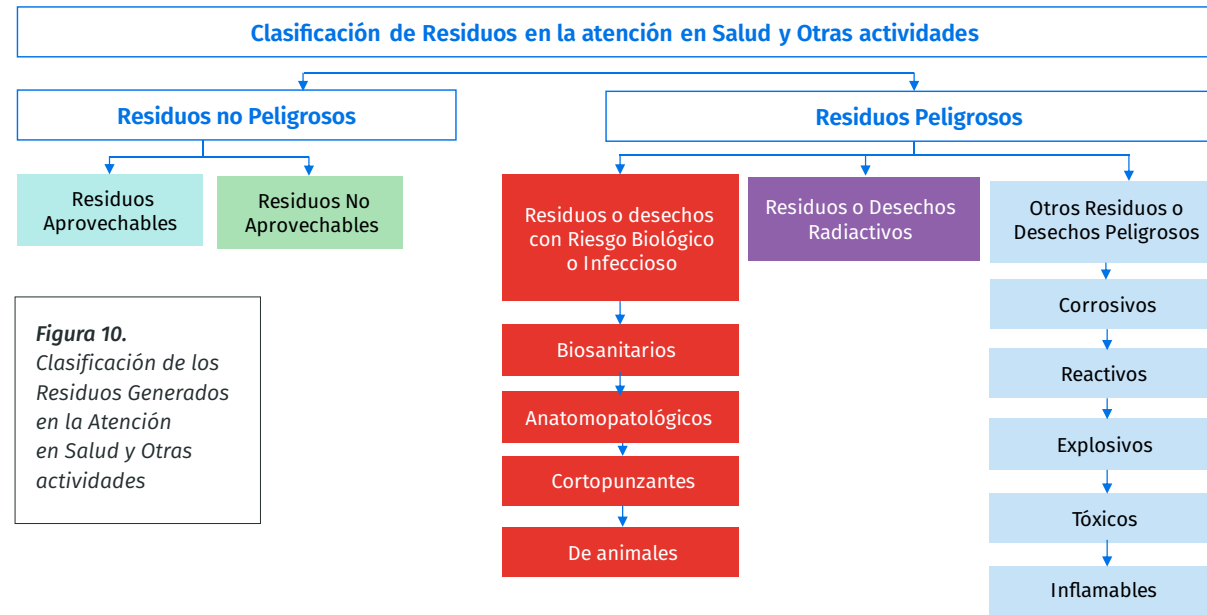 Clasificación de Residuos en la atención en Salud y Otras actividades
Residuos no Peligrosos
Residuos Peligrosos
Residuos
Aprovechables
Residuos No
Aprovechables
Residuos o desechos
con Riesgo Biológico
o Infeccioso
Biosanitarios
Anatomopatológicos
Cortopunzantes
De animales
Residuos o Desechos
Radiactivos
Otros Residuos o
Desechos Peligrosos
Corrosivos
Reactivos
Explosivos
Tóxicos
Inflamables
Figura 10.
Clasificación de los
Residuos Generados
en la Atención
en Salud y Otras
actividades